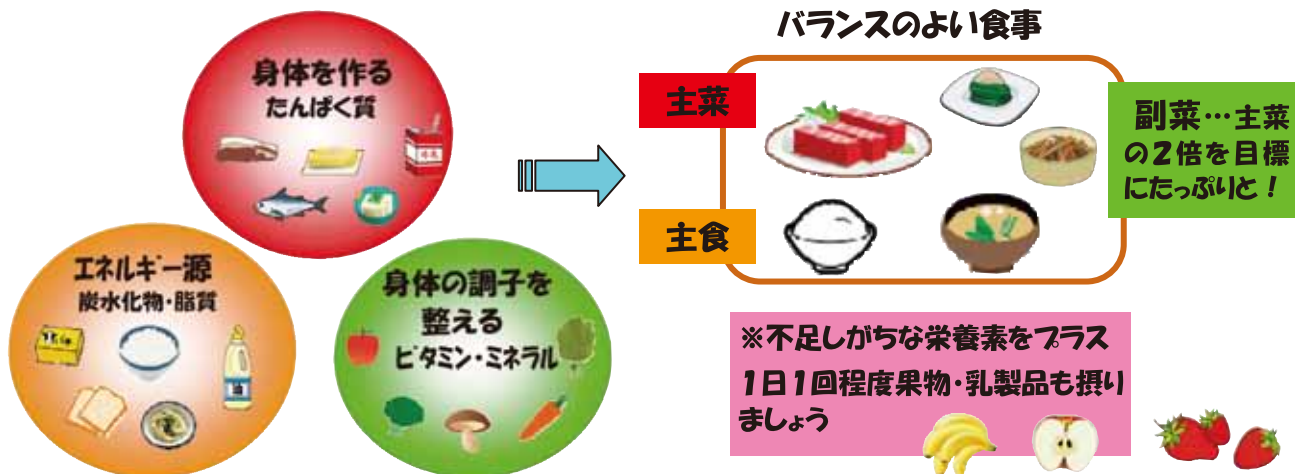 身体を作る
たんぱく質
エネルギー源
炭水化物・脂質
身体の調子を
整える
ビタミン・ミネラル
バランスのよい食事
主菜
主食
副菜…主菜
の2倍を目標
にたっぷりと!
※不足しがちな栄養素をプラス
1日1回程度果物・乳製品も摂り
ましょう
油